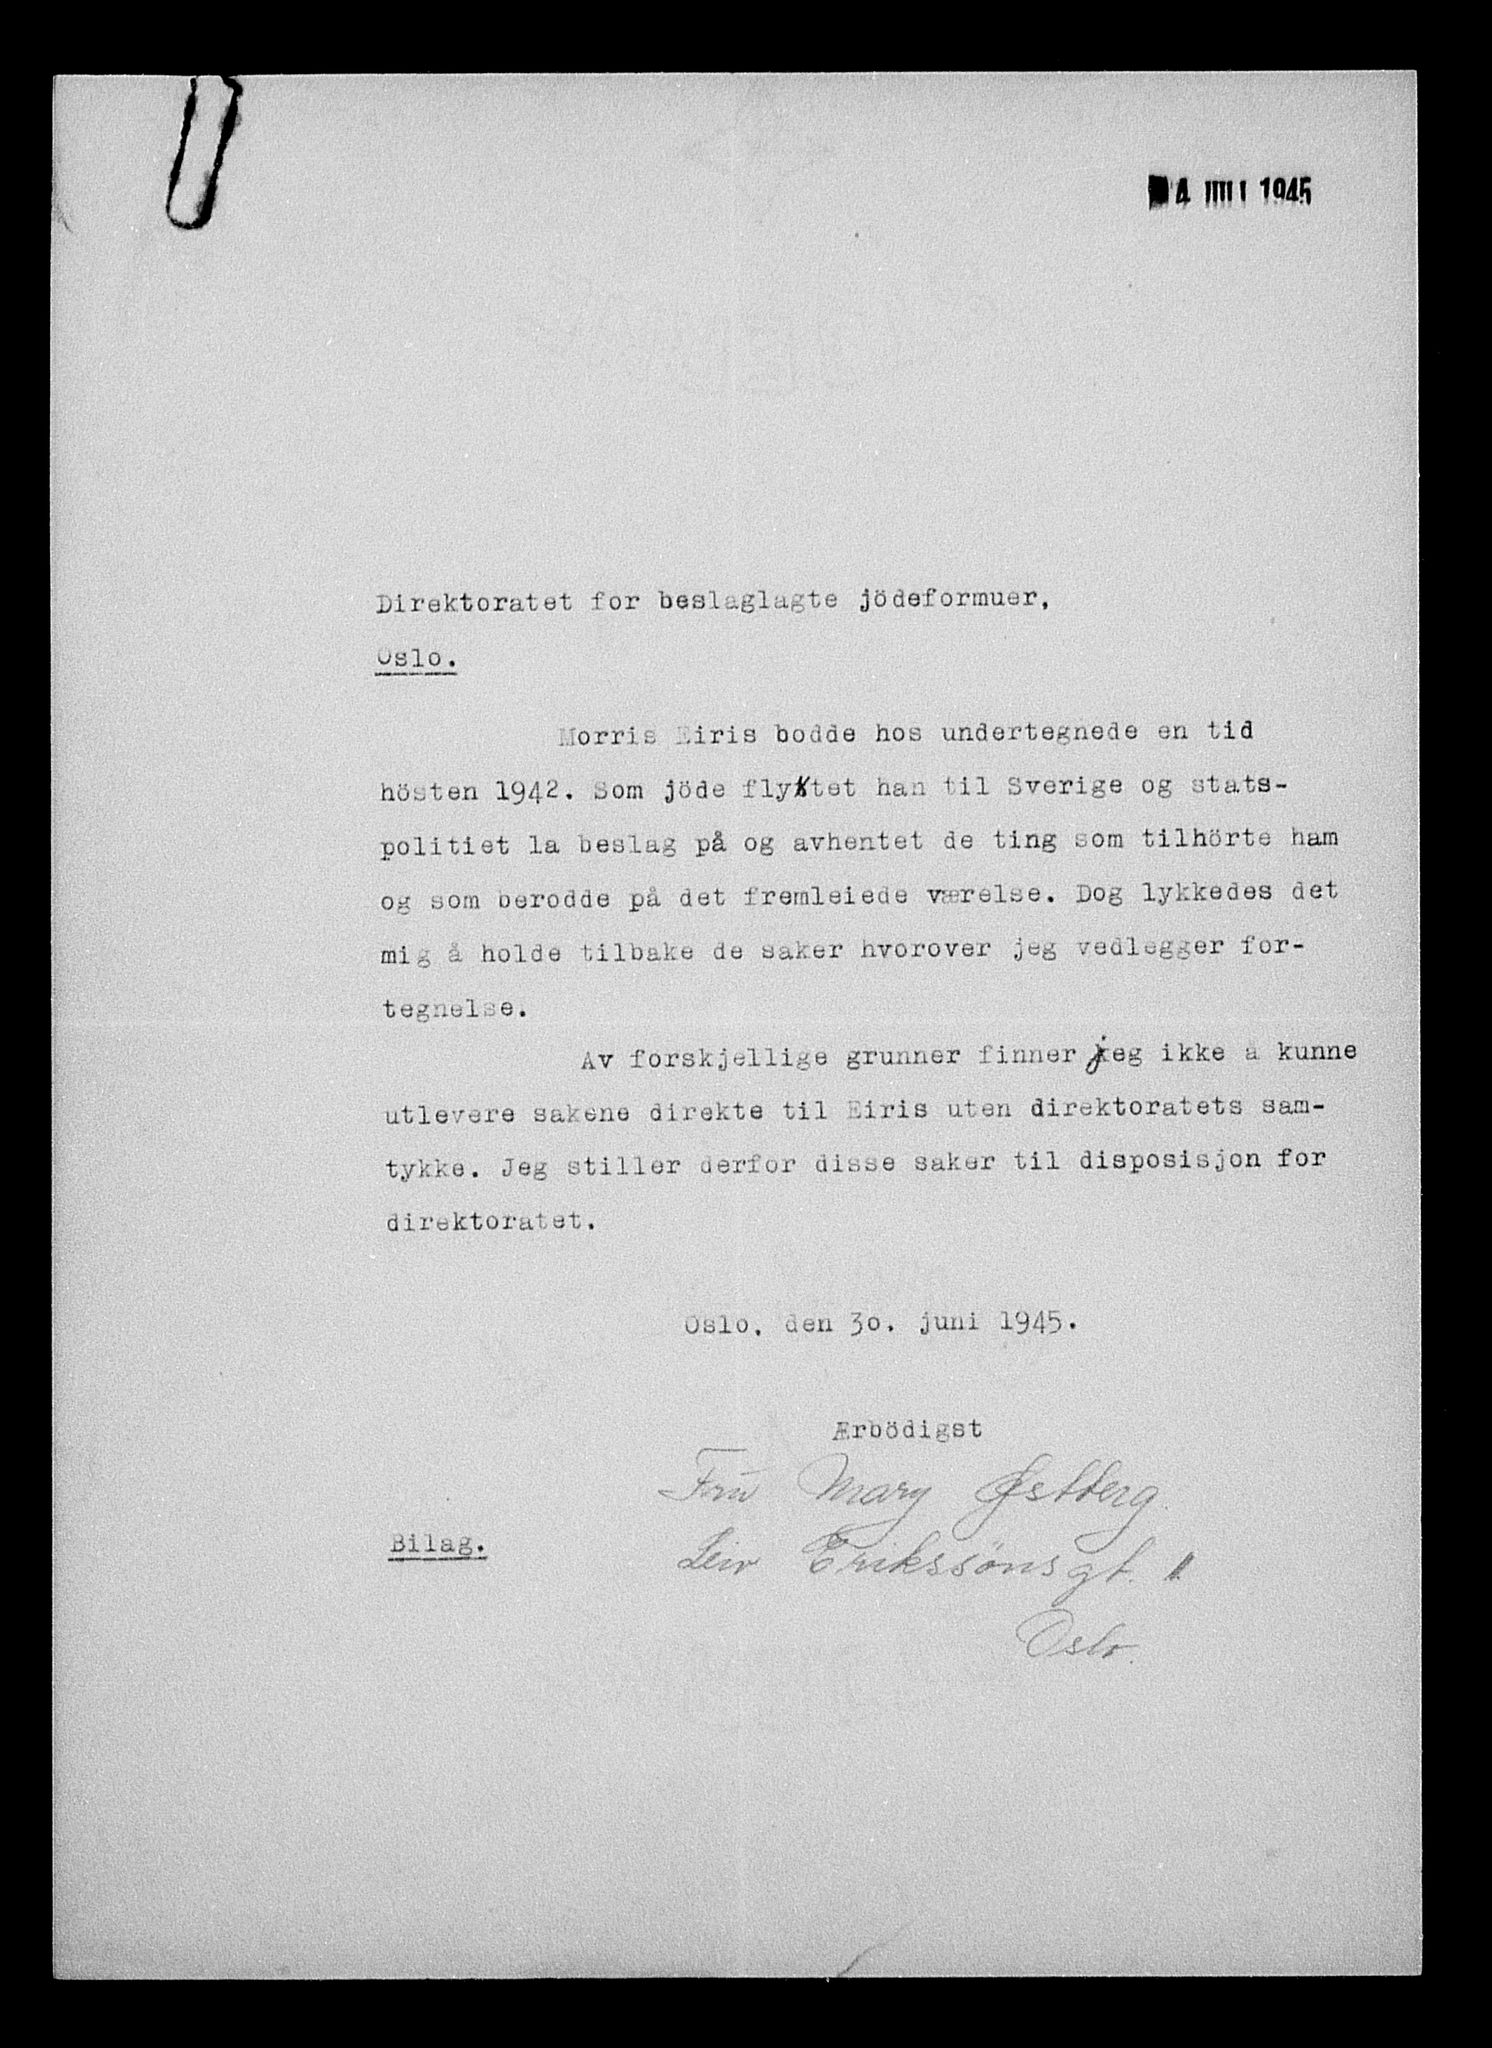 4 JULI 1945
Direktoratet for beslaglagte jödeformuer,
Oslo.
Morris Eiris bodde hos undertegnede en tid
hösten 1942. Som jöde flyktet han til Sverige og stats-
politiet la beslag på og avhentet de ting som tilhörte ham
og som berodde på det fremleiede værelse. Dog lykkedes det
mig å holde tilbake de saker hvorover jeg vedlegger for-
tegnelse.
Av forskjellige grunner finner jeg ikke å kunne
utlevere sakene direkte til Eiris uten direktoratets sam-
tykke. Jeg stiller derfor disse saker til disposisjon for
direktoratet.
Oslo, den 30. juni 1945.
Ærbödigst
Fru Mary Østberg.
Bilag.
Leiv Erikssönsgt. 11.
Oslo.